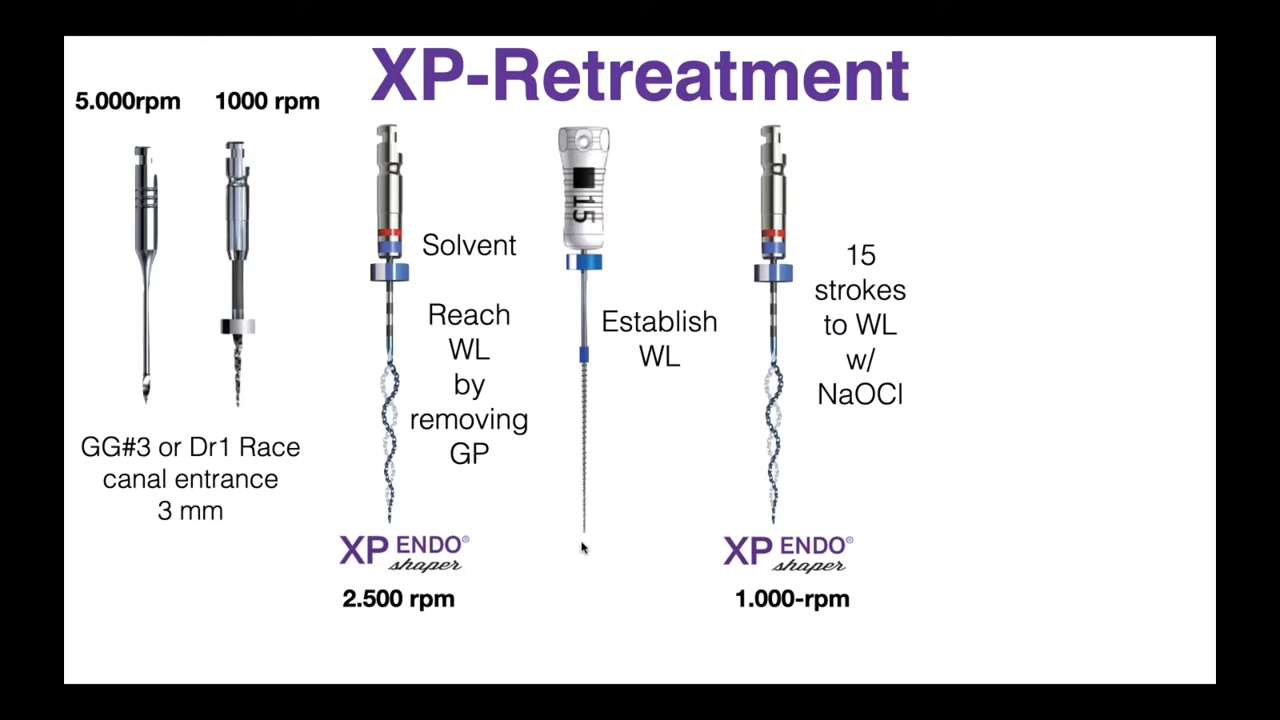 XP-Retreatment
5.000rpm
1000 rpm
GG#3 or Dr1 Race
canal entrance
3 mm
Solvent
Reach
WL
by
removing
GP
XP ENDO®
shaper
2.500 rpm
15
Establish
WL
15
strokes
to WL
w/
NaOCl
XP ENDO®
shaper
1.000-rpm